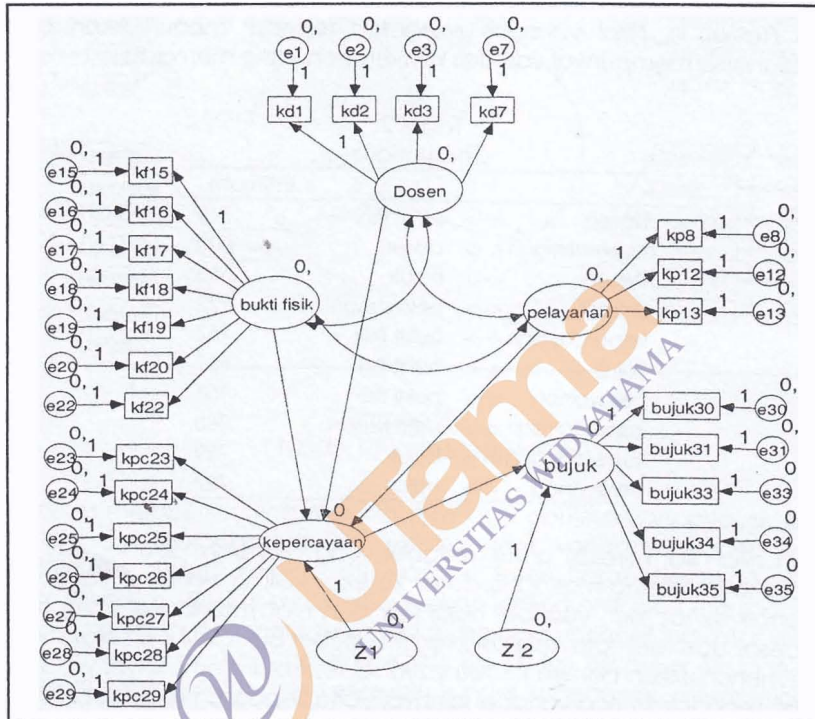 0, 0, 0, 0,
e1 e2 e3 e7
1 1 1 1
kd1 kd2 kd3 kd7
1 0,
Dosen
0, 1
e15 kf15
0, 1
e16 kf16 1
0, 1
e17 kf17
0, 1
e18 kf18
0, 1
e19 kf19
0, 1
e20 kf20
0, 1
e22 kf22
0,
bukti fisik
0,
kp8 1 e8
1 0,
0, kp12 1 e12
0,
pelayanan kp13 1 e13
0,
bujuk30 1 e30
0 1 0,
bujuk31 1 e31
bujuk 0
bujuk33 1 e33
0
bujuk34 1 e34
0
bujuk35 1 e35
0, 1
e23 kpc23
0, 1
e24 kpc24
0, 1
e25 kpc25
0, 1
e26 kpc26
0, 1
e27 kpc27
0, 1
e28 kpc28 1
0, 1
e29 kpc29
0
kepercayaan
1 0,
Z1
1 0,
Z 2
Utama
UNIVERSITAS WIDYATAMA